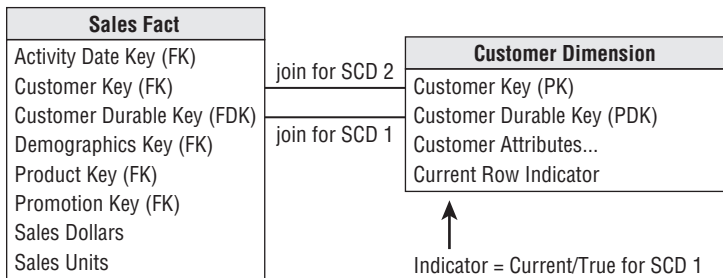 Sales Fact
Activity Date Key (FK)
Customer Key (FK)
Customer Durable Key (FDK)
Demographics Key (FK)
Product Key (FK)
Promotion Key (FK)
Sales Dollars
Sales Units
join for SCD 2
join for SCD 1
Customer Dimension
Customer Key (PK)
Customer Durable Key (PDK)
Customer Attributes...
Current Row Indicator
Indicator = Current/True for SCD 1